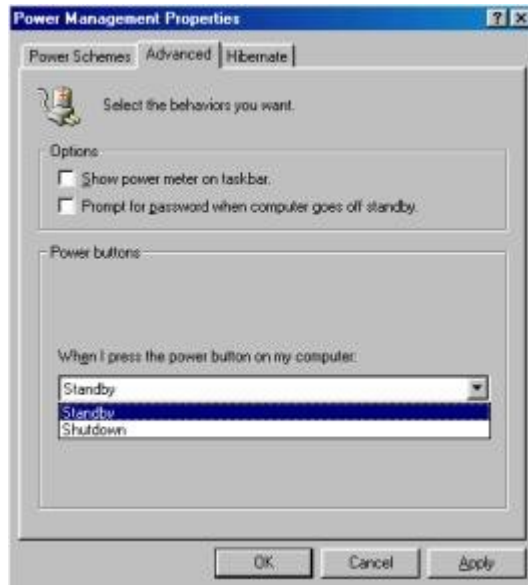 Power Management Properties
Power Schemes Advanced Hibernate
Select the behaviors you want.
Options
Show power meter on taskbar.
Prompt for password when computer goes off standby.
Power buttons
When I press the power button on my computer:
Standby
Standby
Shutdown
OK Cancel Apply